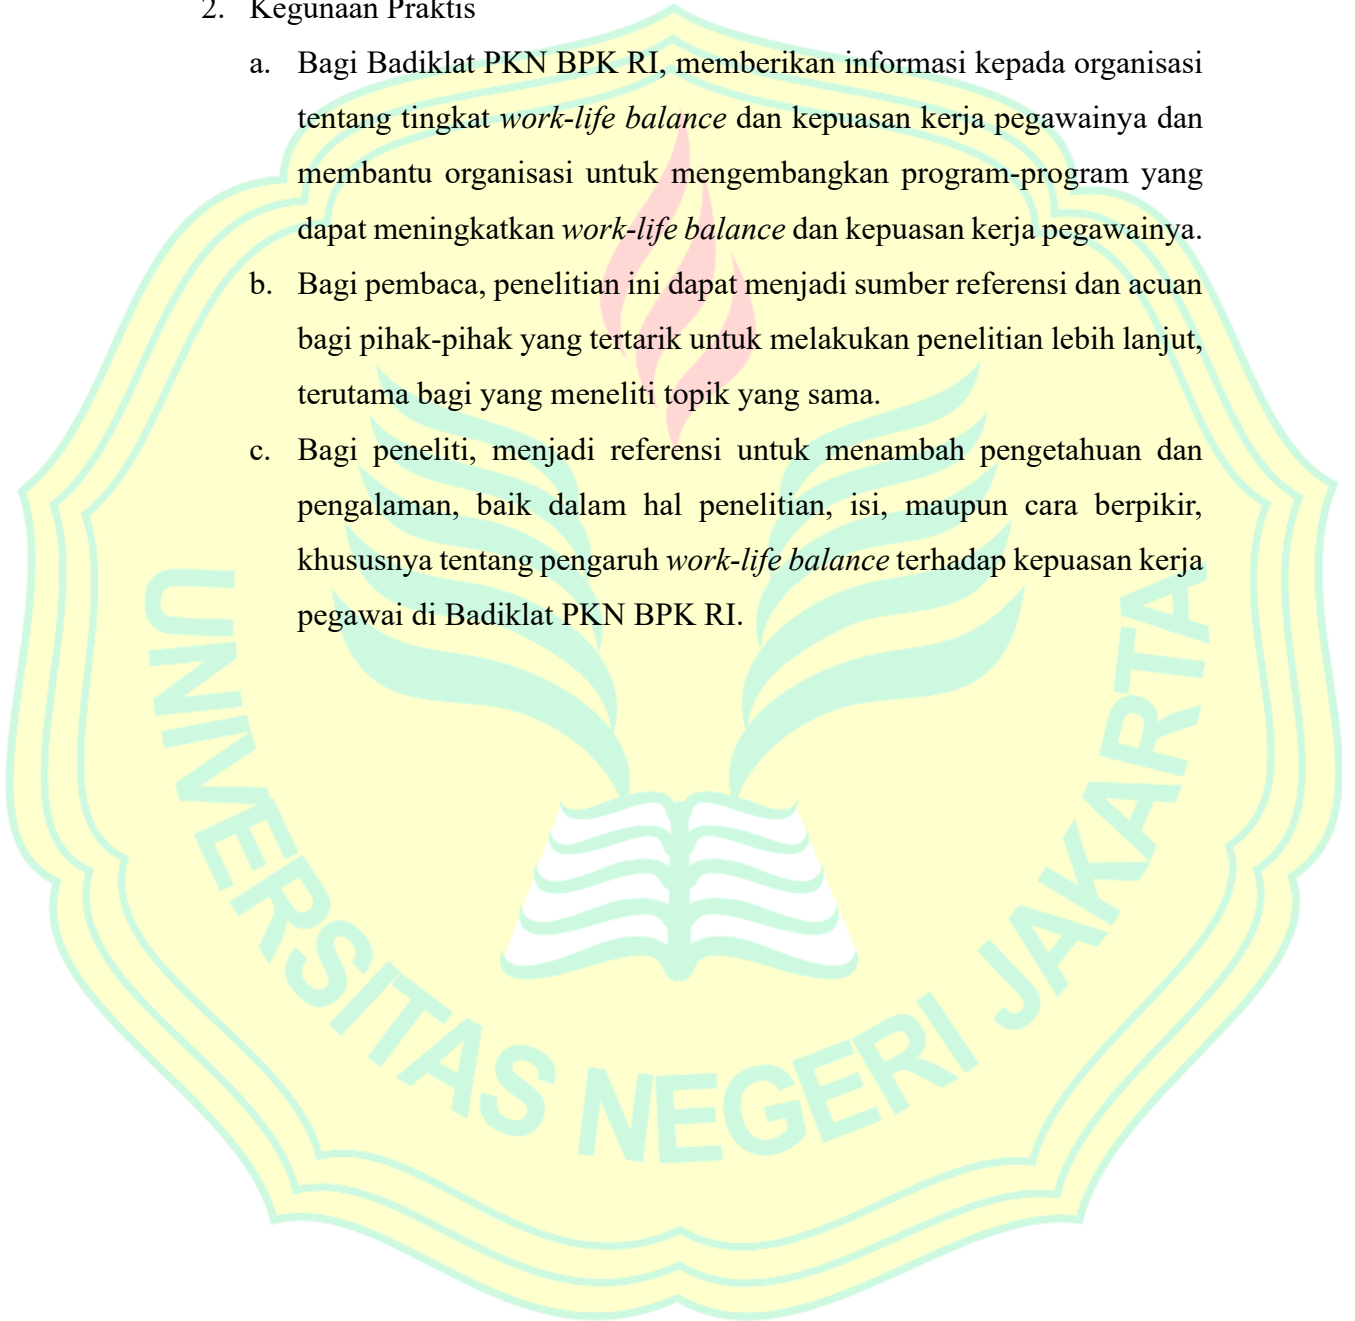 2. Kegunaan Praktis
a. Bagi Badiklat PKN BPK RI, memberikan informasi kepada organisasi
tentang tingkat work-life balance dan kepuasan kerja pegawainya dan
membantu organisasi untuk mengembangkan program-program yang
dapat meningkatkan work-life balance dan kepuasan kerja pegawainya.
b. Bagi pembaca, penelitian ini dapat menjadi sumber referensi dan acuan
bagi pihak-pihak yang tertarik untuk melakukan penelitian lebih lanjut,
terutama bagi yang meneliti topik yang sama.
c. Bagi peneliti, menjadi referensi untuk menambah pengetahuan dan
pengalaman, baik dalam hal penelitian, isi, maupun cara berpikir,
khususnya tentang pengaruh work-life balance terhadap kepuasan kerja
pegawai di Badiklat PKN BPK RI.
UNIVERSITAS NEGERI JAKARTA